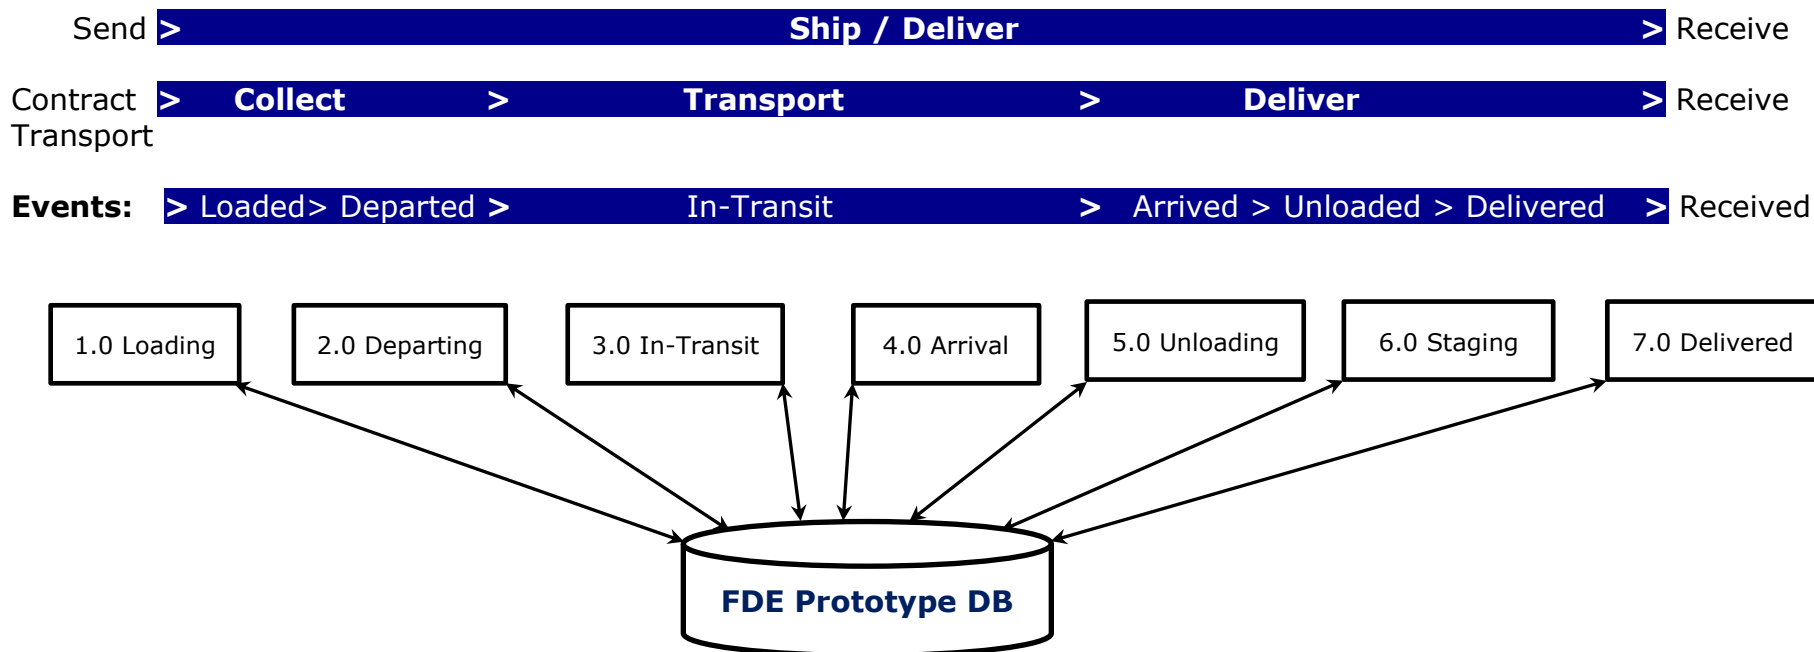 Send > Ship / Deliver > Receive
Contract > Collect > Transport > Deliver > Receive
Transport
Events: > Loaded> Departed > In-Transit > Arrived > Unloaded > Delivered > Received
1.0 Loading 2.0 Departing 3.0 In-Transit 4.0 Arrival 5.0 Unloading 6.0 Staging 7.0 Delivered
FDE Prototype DB